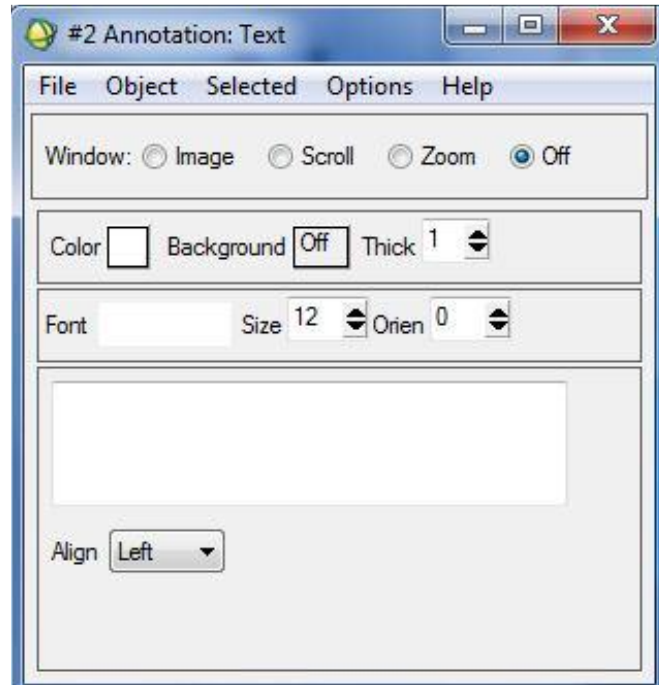 #2 Annotation: Text
File Object Selected Options Help
Window: Image Scroll Zoom Off
Color Background Off Thick 1
Font Size 12 Orien 0
Align Left